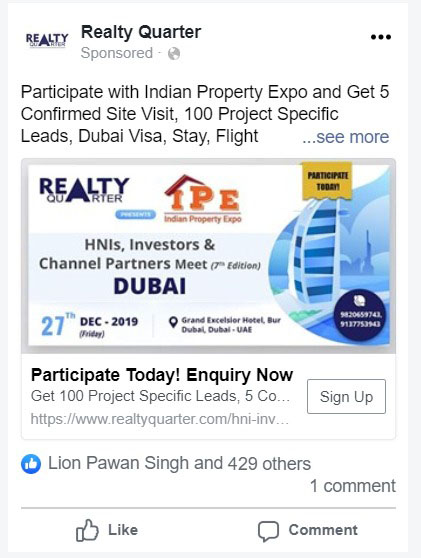 REALTY
QUARTER
Realty Quarter
Sponsored ·
Participate with Indian Property Expo and Get 5
Confirmed Site Visit, 100 Project Specific
Leads, Dubai Visa, Stay, Flight ...see more
REALTY
QUARTER
PRESENTS
IPE
Indian Property Expo
PARTICIPATE
TODAY!
HNIs, Investors &
Channel Partners Meet (7th Edition)
DUBAI
27Th DEC - 2019
(Friday)
Grand Excelsior Hotel, Bur
Dubai, Dubai - UAE
9820659743,
9137753943
Participate Today! Enquiry Now
Get 100 Project Specific Leads, 5 Co...
https://www.realtyquarter.com/hni-inv...
Sign Up
Lion Pawan Singh and 429 others
1 comment
Like
Comment